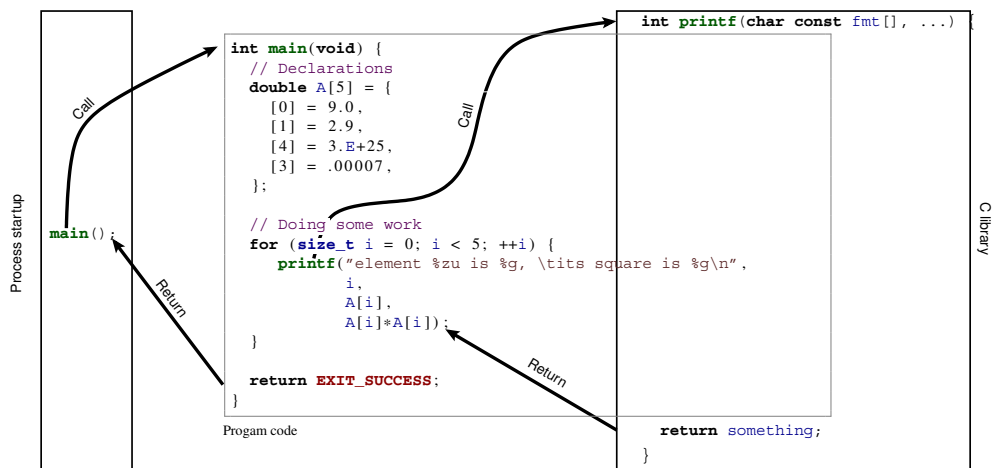 int printf(char const fmt[], ...) {
int main(void) {
// Declarations
double A[5] = {
[0] = 9.0,
[1] = 2.9,
[4] = 3.E+25,
[3] = .00007,
};
// Doing some work
for (size_t i = 0; i < 5; ++i) {
printf("element %zu is %g, \tits square is %g\n",
i,
A[i],
A[i]*A[i]);
}
return EXIT_SUCCESS;
}
Progam code
return something;
}
Process startup
main();
Call
Return
Call
Return
C library